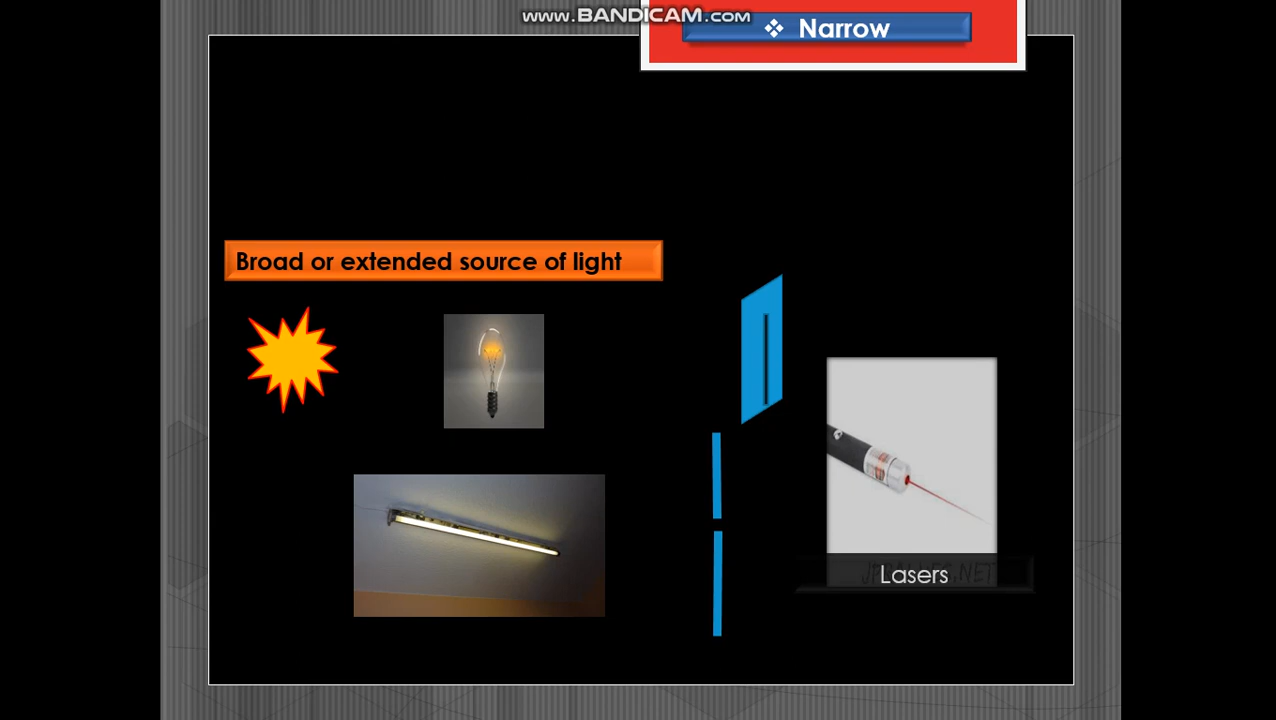 www.BANDICAM.com
❖ Narrow
Broad or extended source of light
Lasers